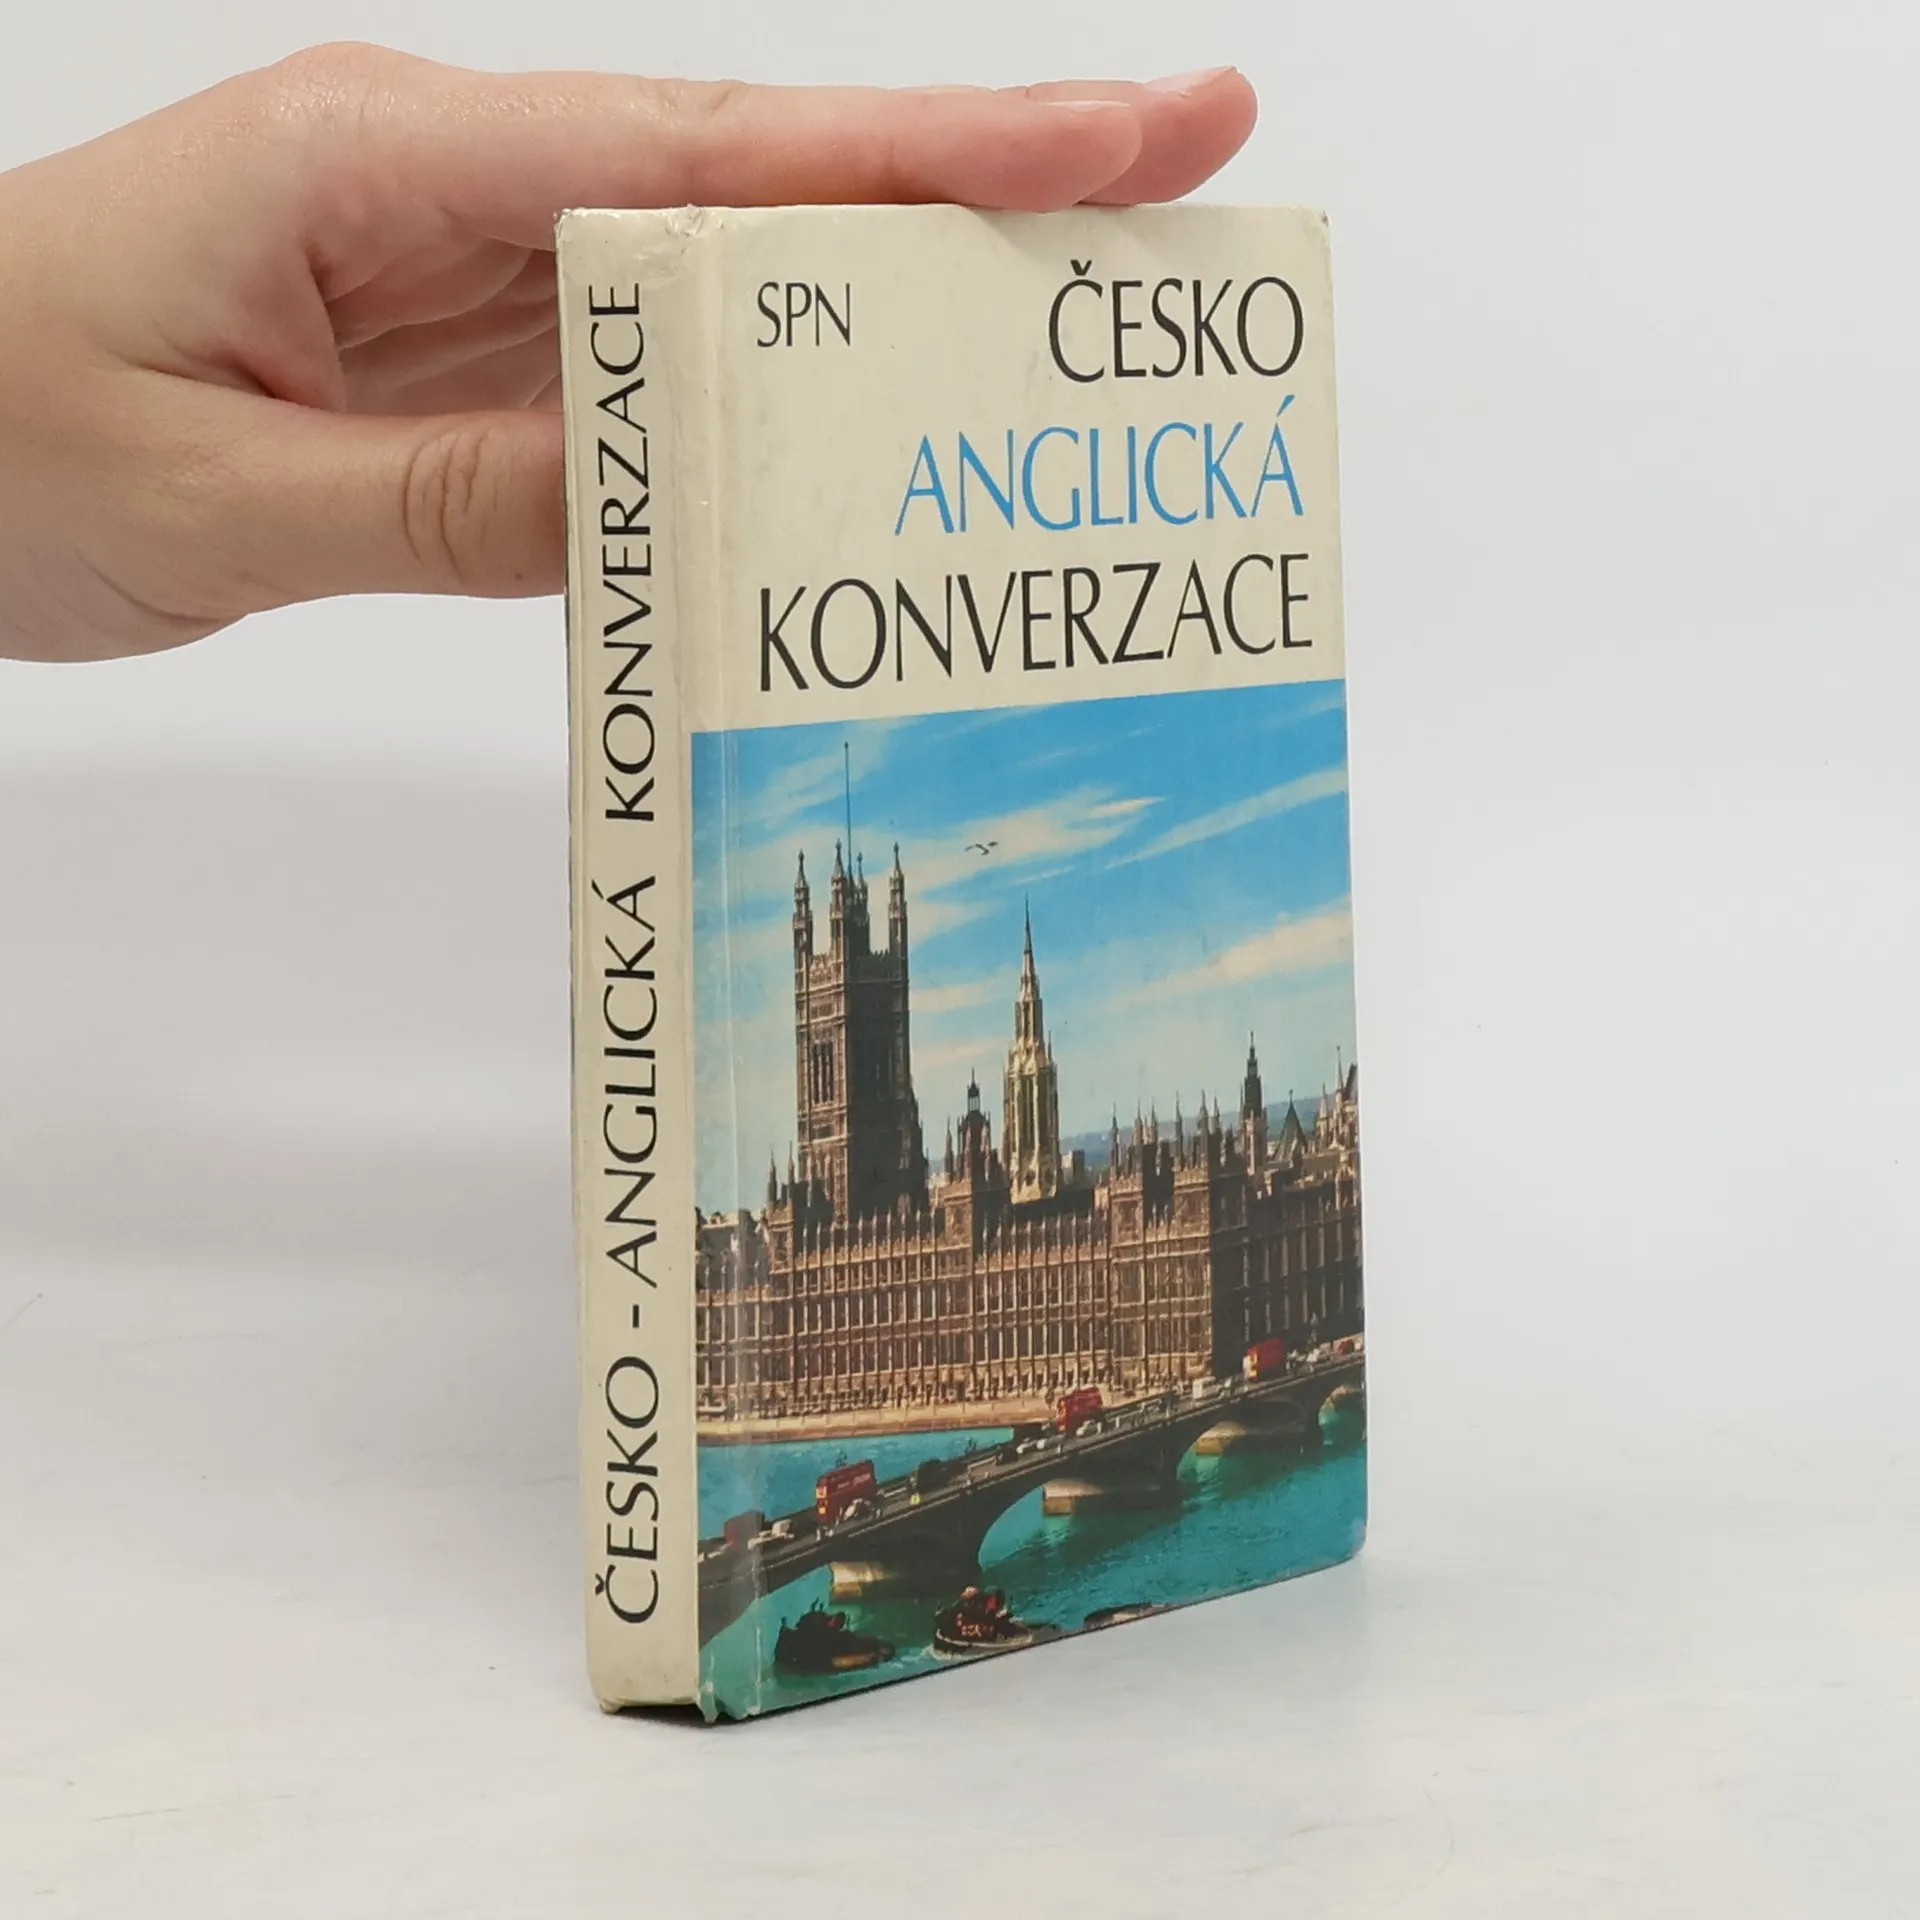 ČESKO - ANGLICKÁ KONVERZACE
SPN
ČESKO
ANGLICKÁ
KONVERZACE